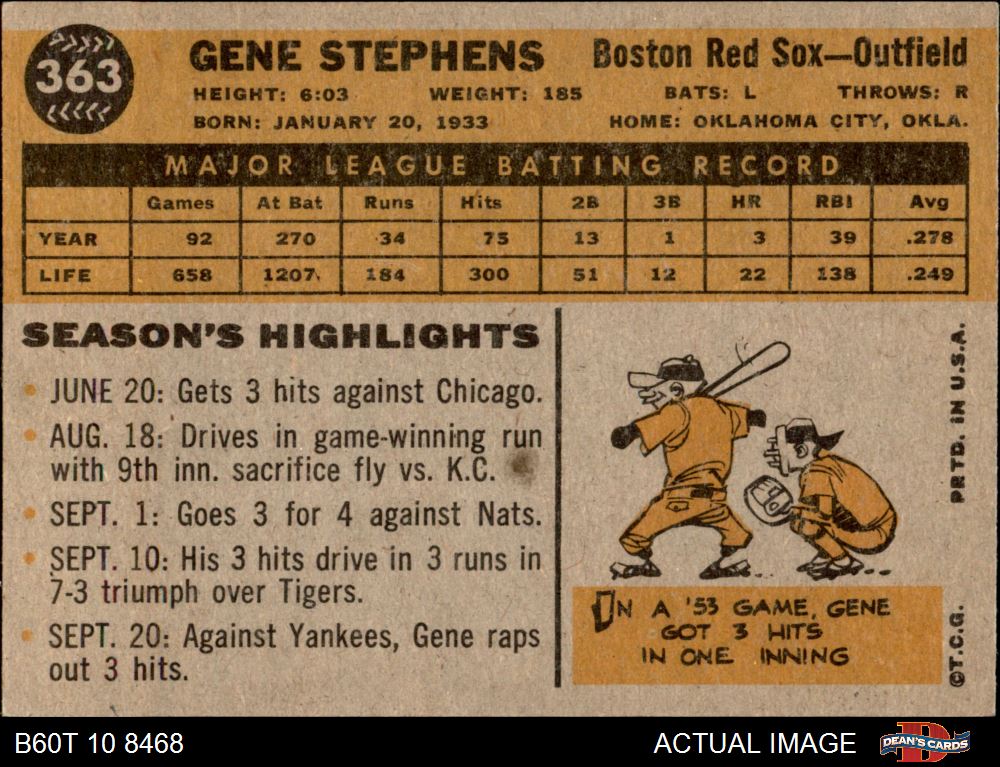 363
GENE STEPHENS
Boston Red Sox—Outfield
HEIGHT: 6:03 WEIGHT: 185 BATS: L THROWS: R
BORN: JANUARY 20, 1933 HOME: OKLAHOMA CITY, OKLA.
MAJOR LEAGUE BATTING RECORD
Games At Bat Runs Hits 2B 3B HR RBI Avg
YEAR 92 270 34 75 13 1 3 39 .278
LIFE 658 1207 184 300 51 12 22 138 .249
SEASON'S HIGHLIGHTS
• JUNE 20: Gets 3 hits against Chicago.
• AUG. 18: Drives in game-winning run
with 9th inn. sacrifice fly vs. K.C.
• SEPT. 1: Goes 3 for 4 against Nats.
• SEPT. 10: His 3 hits drive in 3 runs in
7-3 triumph over Tigers.
• SEPT. 20: Against Yankees, Gene raps
out 3 hits.
IN A '53 GAME, GENE
GOT 3 HITS
IN ONE INNING
PRTD. IN U.S.A.
©T.C.G.
B60T 10 8468
ACTUAL IMAGE
D
DEAN'S CARDS